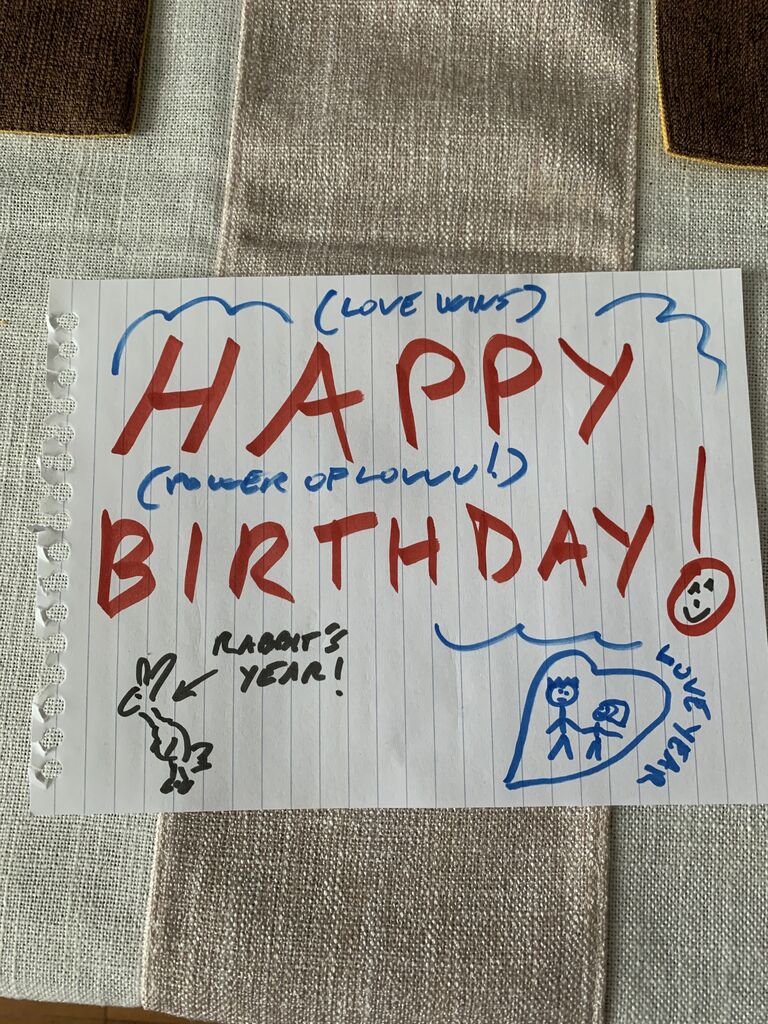 (LOVE WINS)
HAPPY
(POWER OF LOVVU!)
BIRTHDAY!
RABBIT'S
YEAR!
LOVE YEAR